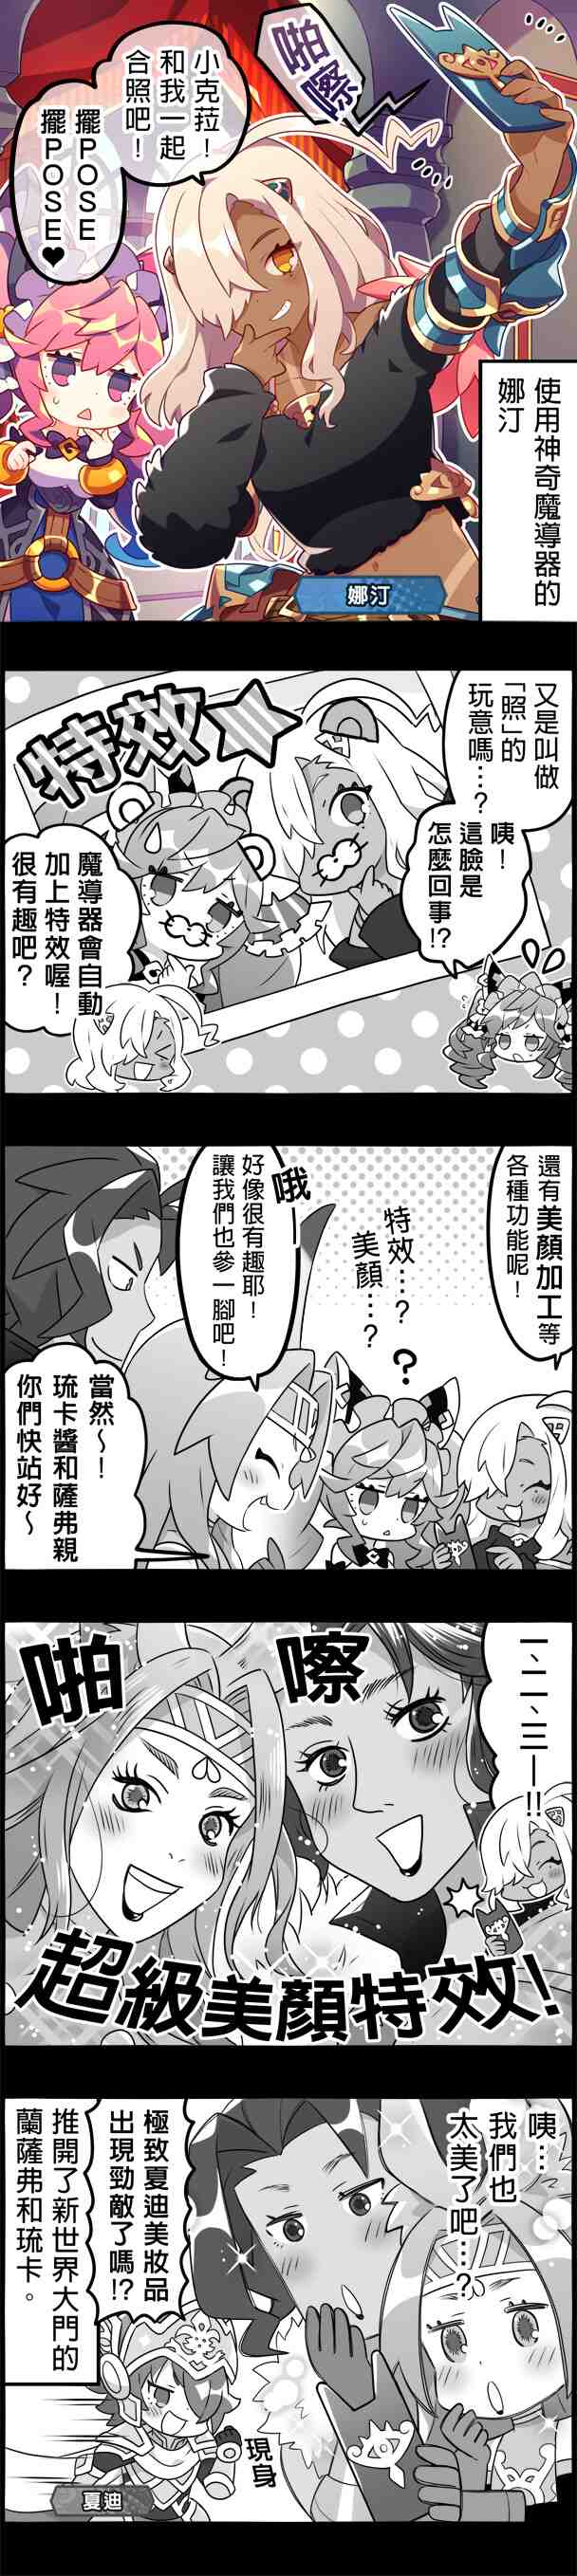 啪嚓
小克拉！
和我一起
合照吧！
擺POSE
擺POSE♥
使用神奇魔導器的
娜汀
娜汀
又是叫做
「照」的
玩意嗎…？
咦！
這臉是
怎麼回事!?
特效
魔導器會自動
加上特效喔！
很有趣吧？
還有美顏加工等
各種功能呢！
特效…？
美顏…？
？
哦—
好像很有趣耶！
讓我們也參一腳吧！
當然～！
琉卡醬和薩弗親
你們快站好～
一、二、三—!!
啪嚓
超級美顏特效!
咦…
我們也
太美了吧…？
極致夏迪美妝品
出現勁敵了嗎!?
推開了新世界大門的
蘭薩弗和琉卡。
現身
夏迪